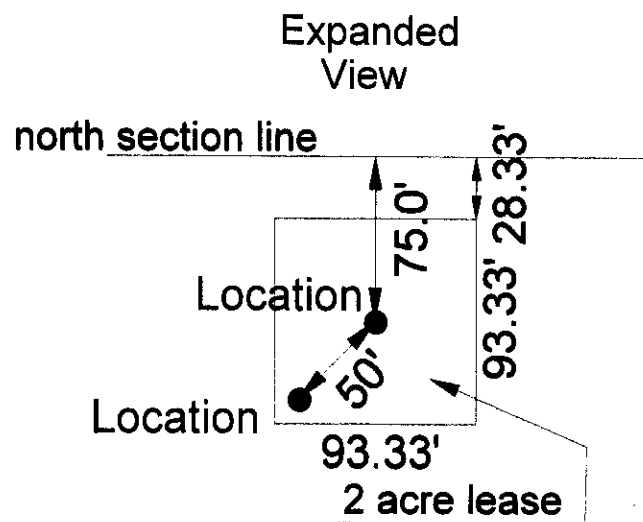 Expanded
View
north section line
28.33'
75.0'
Location
93.33'
50'
Location
93.33'
2 acre lease